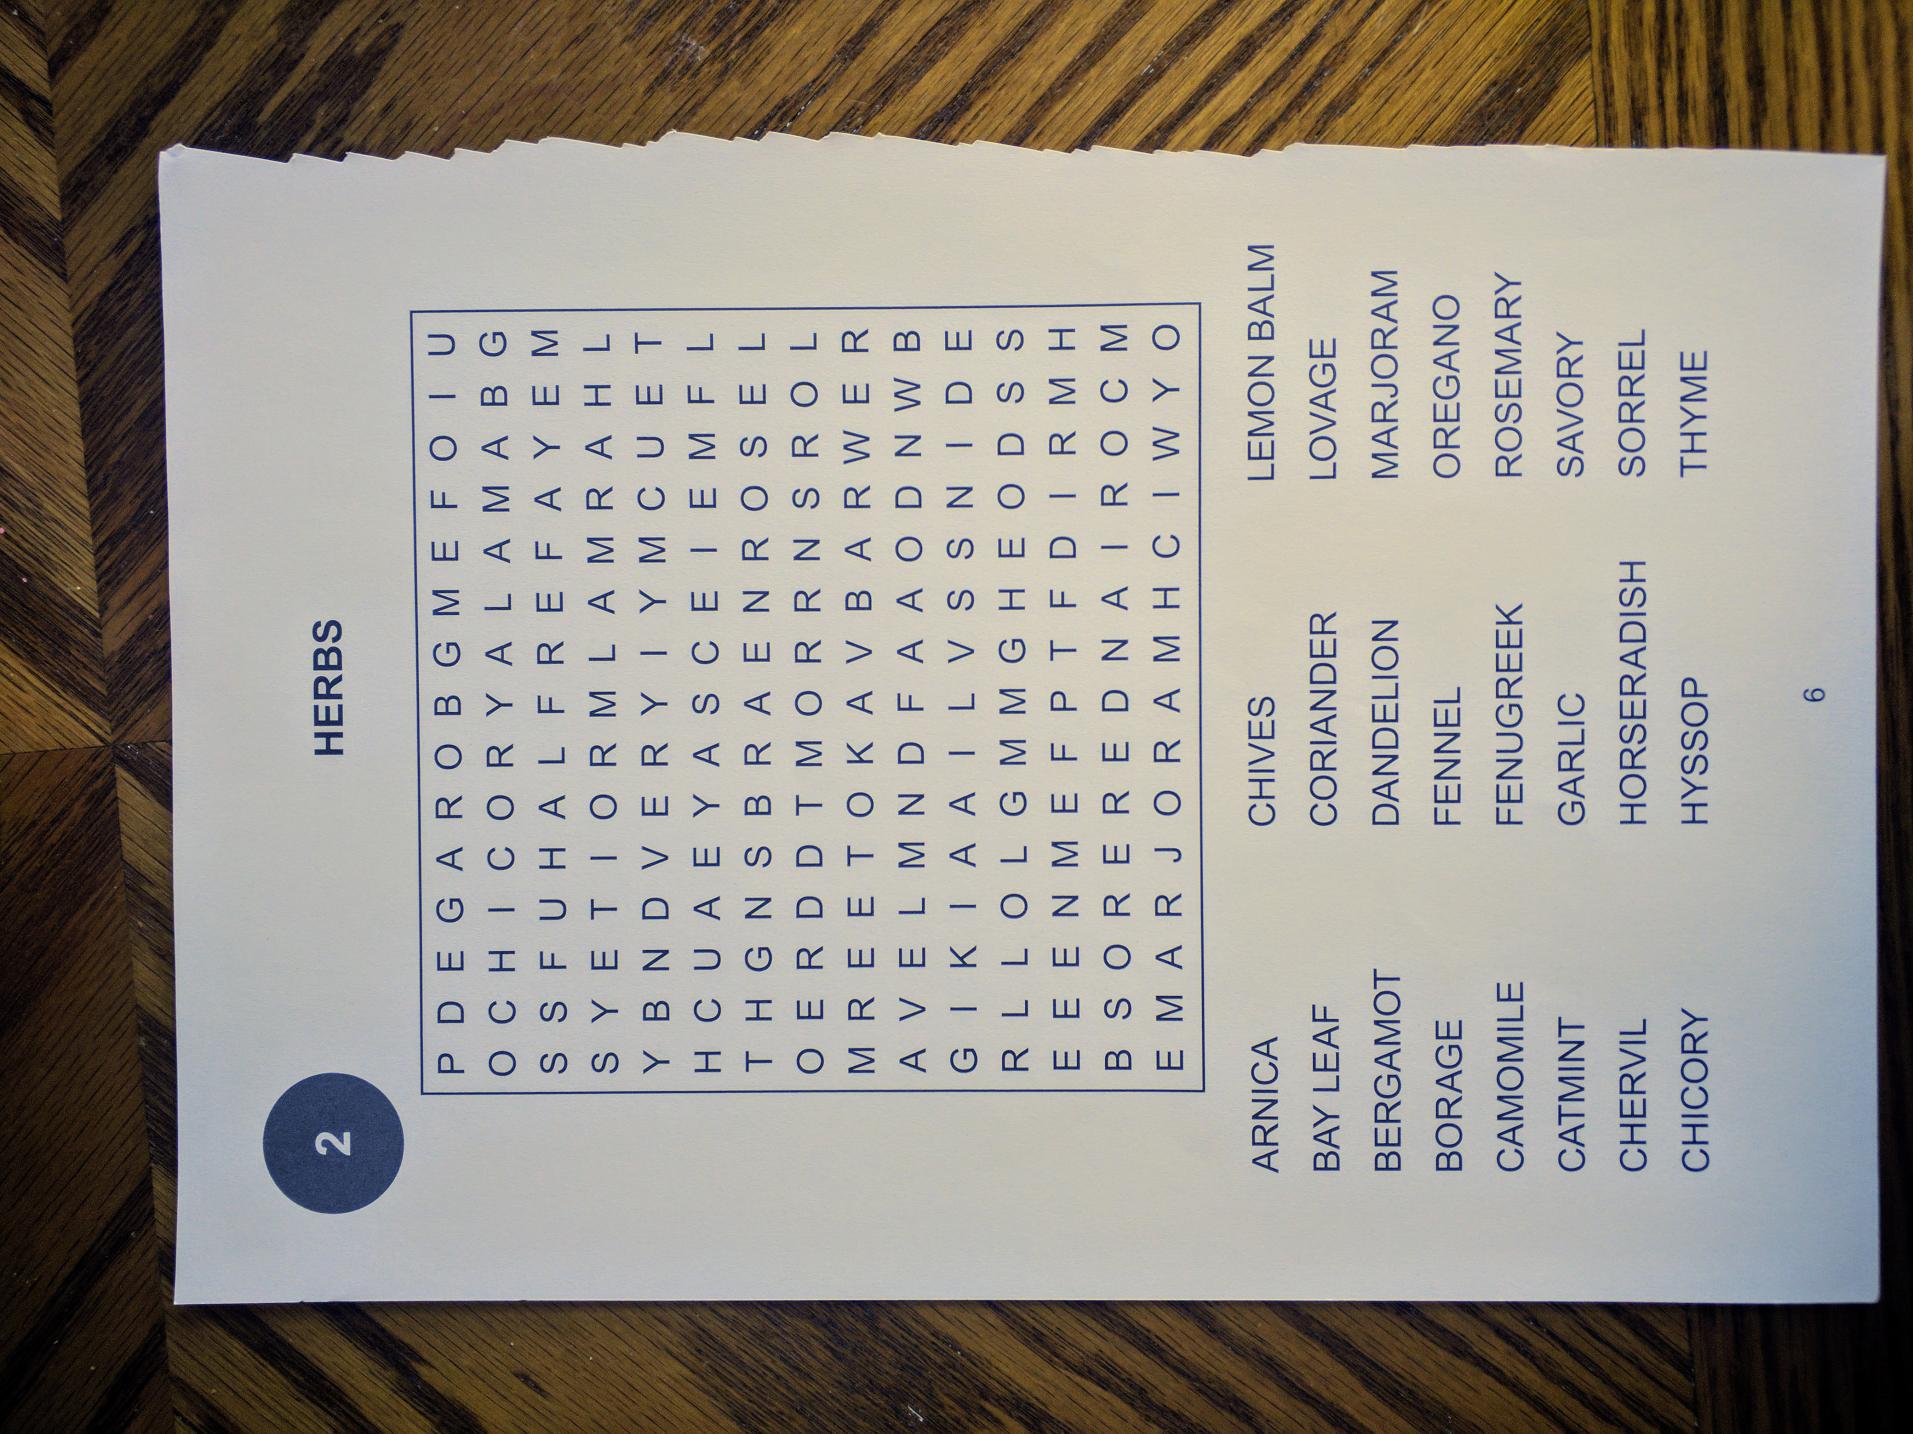 2
HERBS
P D E G A R O B G M E F O I U
O C H I C O R Y A L A M A B G
S S F U H A L F R E F A Y E M
S Y E T I O R M L A M R A H L
Y B N D V E R Y I Y M C U E T
H C U A E Y A S C E I E M F L
T H G N S B R A E N R O S E L
O E R D D T M O R R N S R O L
M R E E T O K A V B A R W E R
A V E L M N D F A A O D N W B
G I K I A A I L V S S N I D E
R L L O L G M M G H E O D S S
E E E N M E F P T F D I R M H
B S O R E R E D N A I R O C M
E M A R J O R A M H C I W Y O
ARNICA
BAY LEAF
BERGAMOT
BORAGE
CAMOMILE
CATMINT
CHERVIL
CHICORY
CHIVES
CORIANDER
DANDELION
FENNEL
FENUGREEK
GARLIC
HORSERADISH
HYSSOP
LEMON BALM
LOVAGE
MARJORAM
OREGANO
ROSEMARY
SAVORY
SORREL
THYME
6